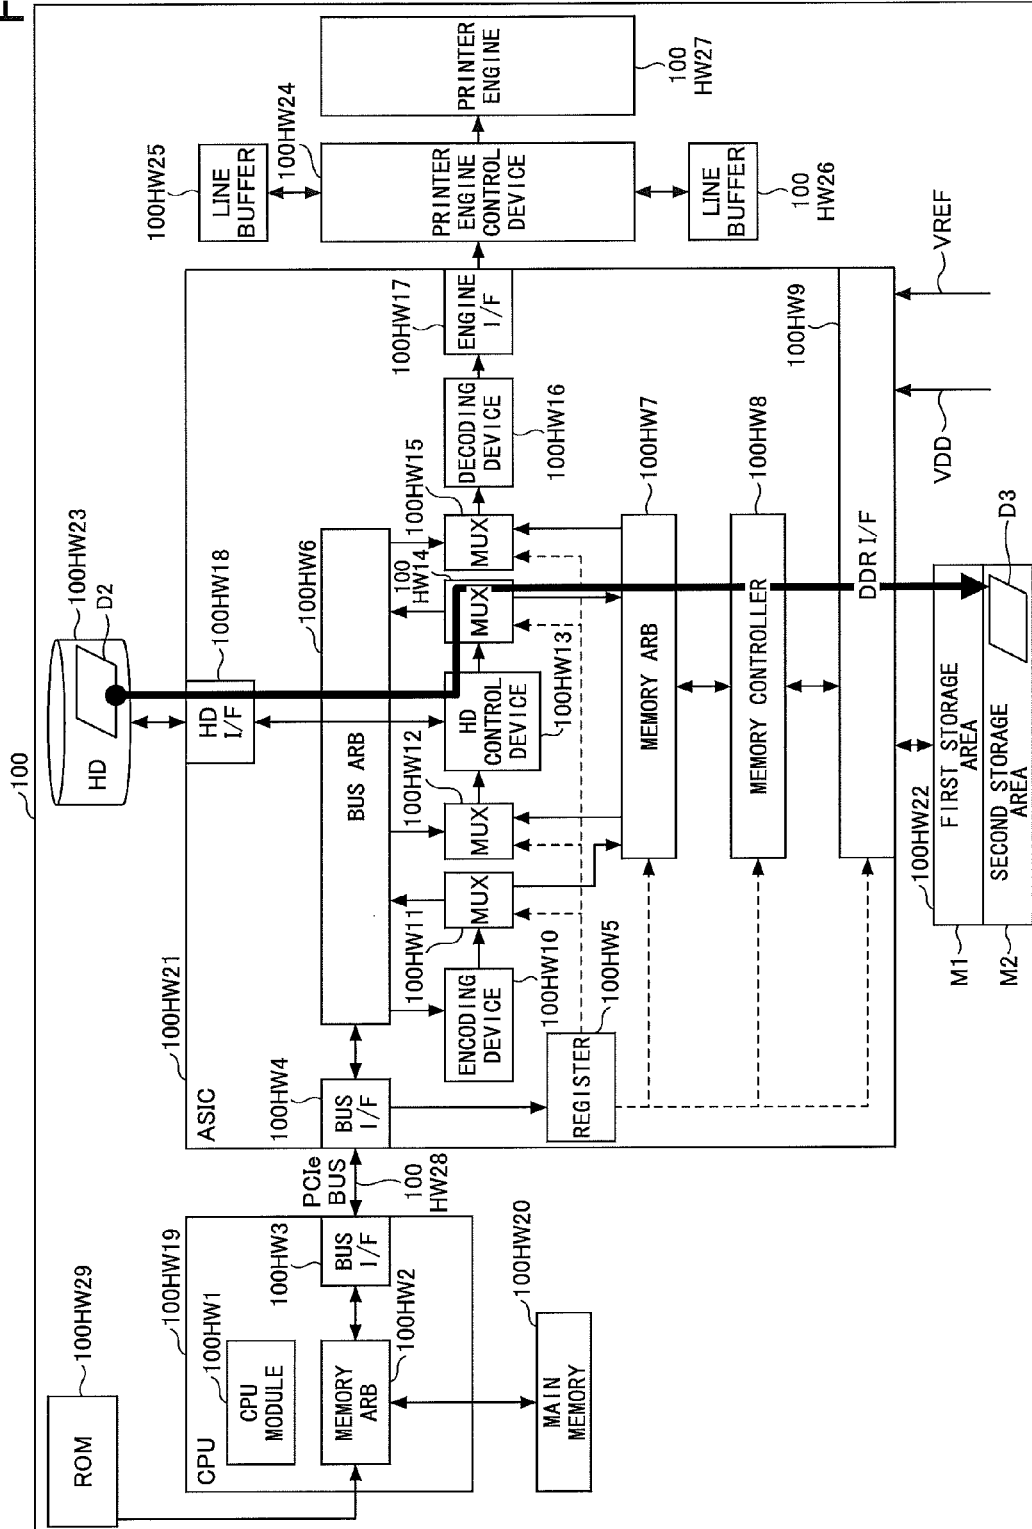 100
ROM
100HW29
100HW19
100HW1
CPU
MODULE
CPU
MEMORY
ARB
100HW2
100HW3
BUS
I/F
MAIN
MEMORY
100HW20
PCIe
BUS
100
HW28
100HW21
ASIC
100HW4
BUS
I/F
REGISTER
100HW5
100HW6
BUS ARB
ENCODING
DEVICE
100HW10
100HW11
MUX
100HW12
MUX
HD
CONTROL
DEVICE
100HW13
100
HW14
MUX
100HW15
MUX
DECODING
DEVICE
100HW16
100HW17
ENGINE
I/F
HD
D2
100HW23
HD
I/F
100HW18
MEMORY ARB
100HW7
MEMORY CONTROLLER
100HW8
DDR I/F
100HW9
VDD
VREF
100HW22
FIRST STORAGE
AREA
SECOND STORAGE
AREA
M1
M2
D3
100HW25
LINE
BUFFER
100HW24
PRINTER
ENGINE
CONTROL
DEVICE
LINE
BUFFER
100
HW26
PRINTER
ENGINE
100
HW27